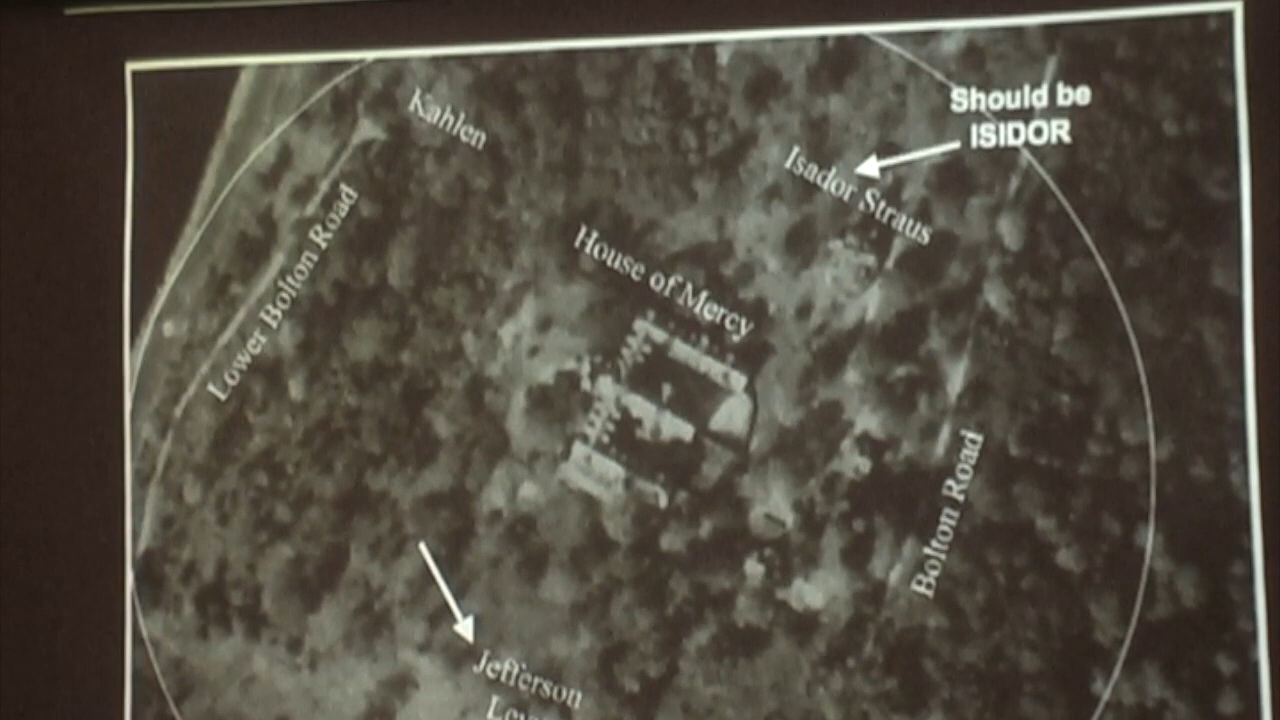 Kahlen
Should be
ISIDOR
Isador Straus
Lower Bolton Road
House of Mercy
Bolton Road
Jefferson